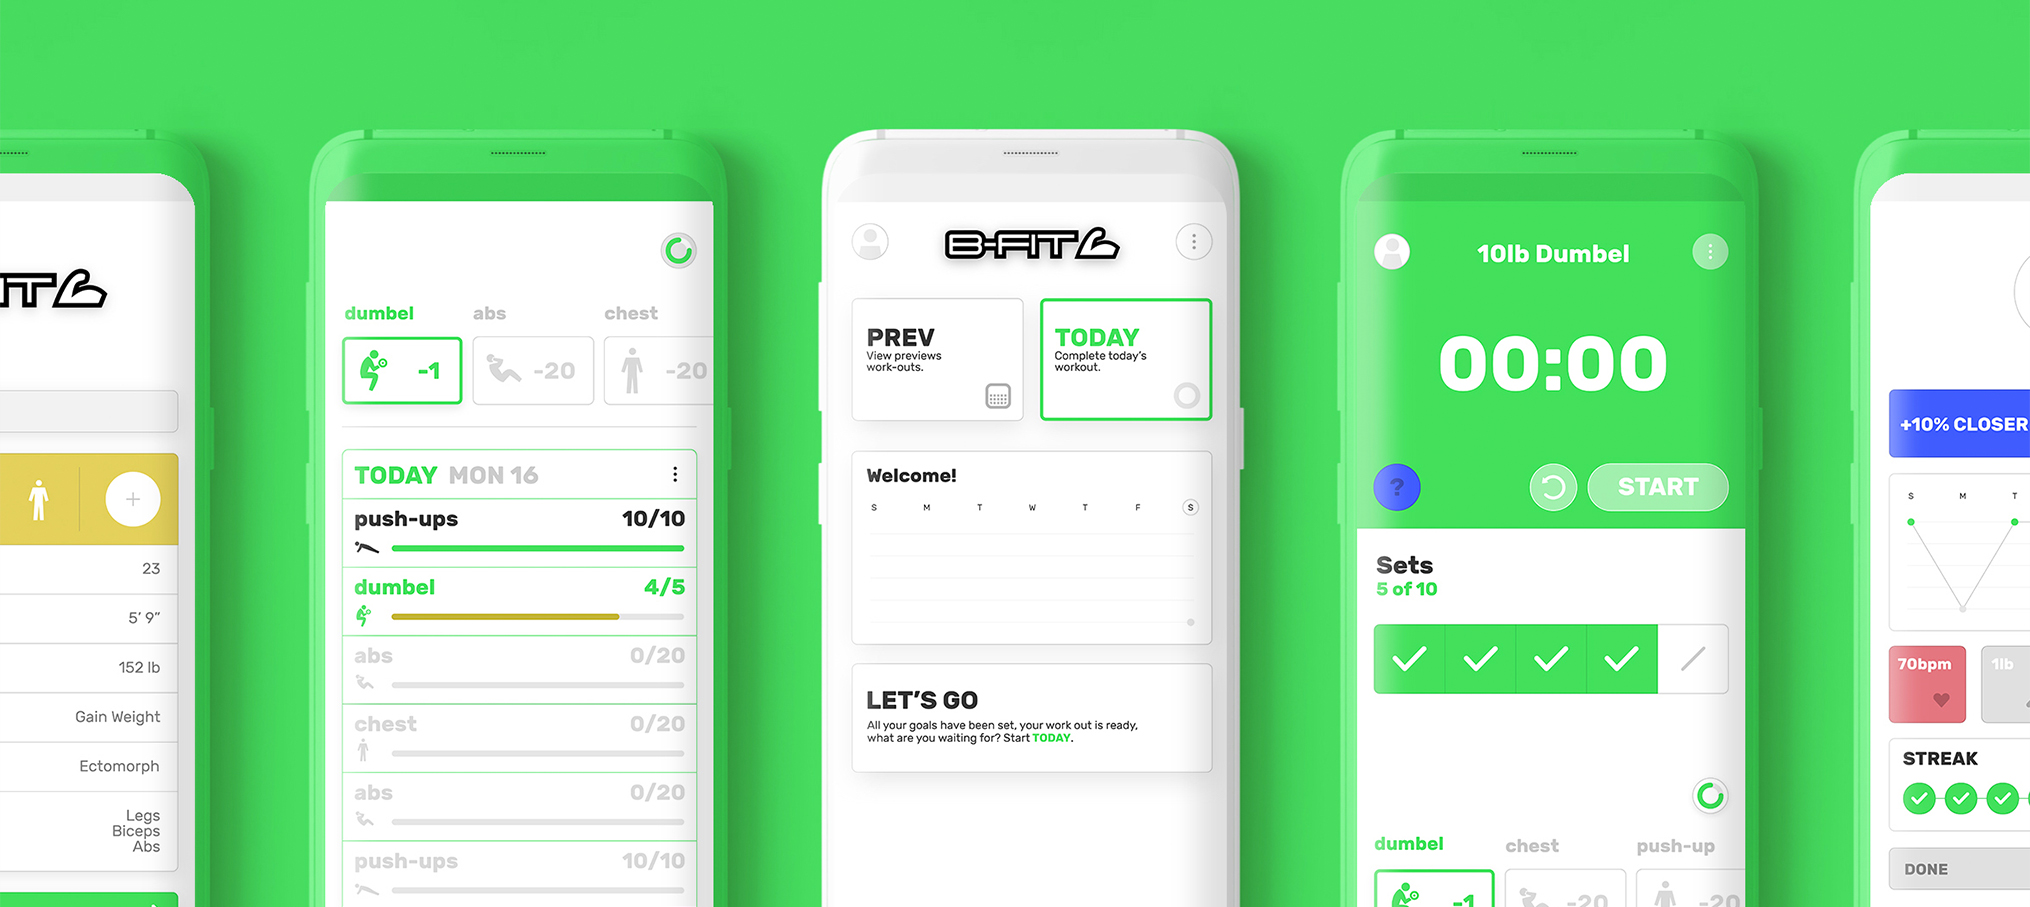 23
5' 9"
152 lb
Gain Weight
Ectomorph
Legs
Biceps
Abs
dumbel abs chest
-1 -20 -20
TODAY MON 16
push-ups 10/10
dumbel 4/5
abs 0/20
chest 0/20
abs 0/20
push-ups 10/10
B-FIT
PREV
View previews
work-outs.
TODAY
Complete today's
workout.
Welcome!
S M T W T F S
LET'S GO
All your goals have been set, your work out is ready,
what are you waiting for? Start TODAY.
10lb Dumbel
00:00
? START
Sets
5 of 10
dumbel chest push-up
-1 -20 -20
+10% CLOSER
S M T
70bpm 1lb
STREAK
DONE